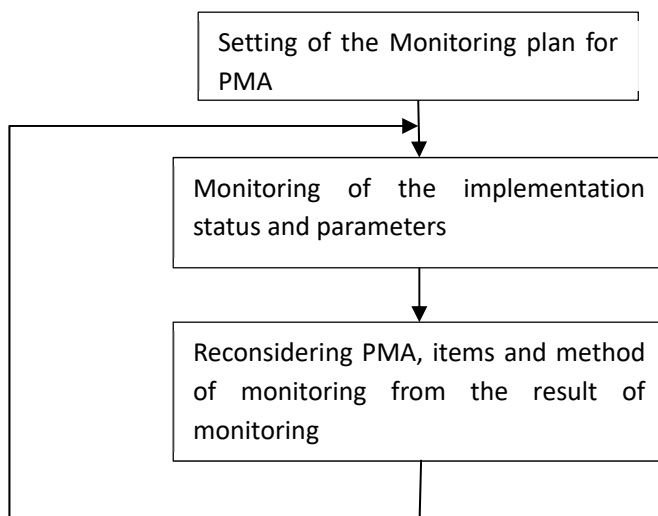 Setting of the Monitoring plan for
PMA
Monitoring of the implementation
status and parameters
Reconsidering PMA, items and method
of monitoring from the result of
monitoring